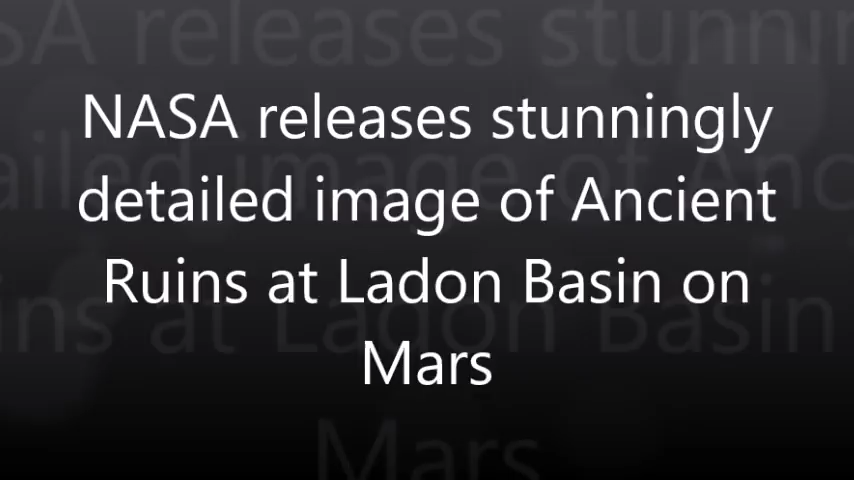 NASA releases stunningly
detailed image of Ancient
Ruins at Ladon Basin on
Mars